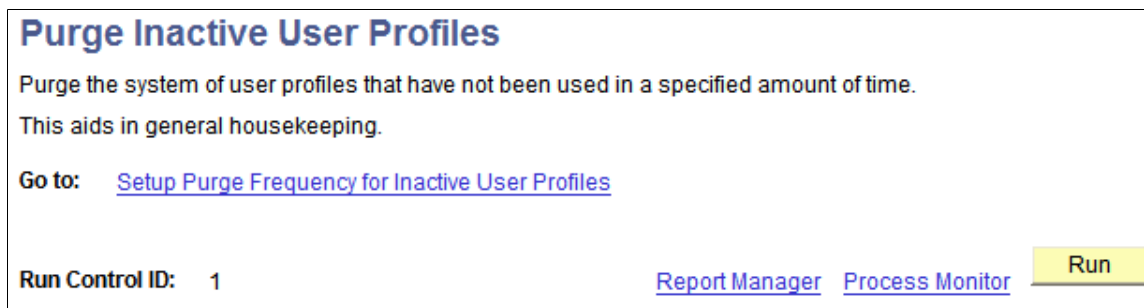 Purge Inactive User Profiles
Purge the system of user profiles that have not been used in a specified amount of time.
This aids in general housekeeping.
Go to: Setup Purge Frequency for Inactive User Profiles
Run Control ID: 1 Report Manager Process Monitor Run